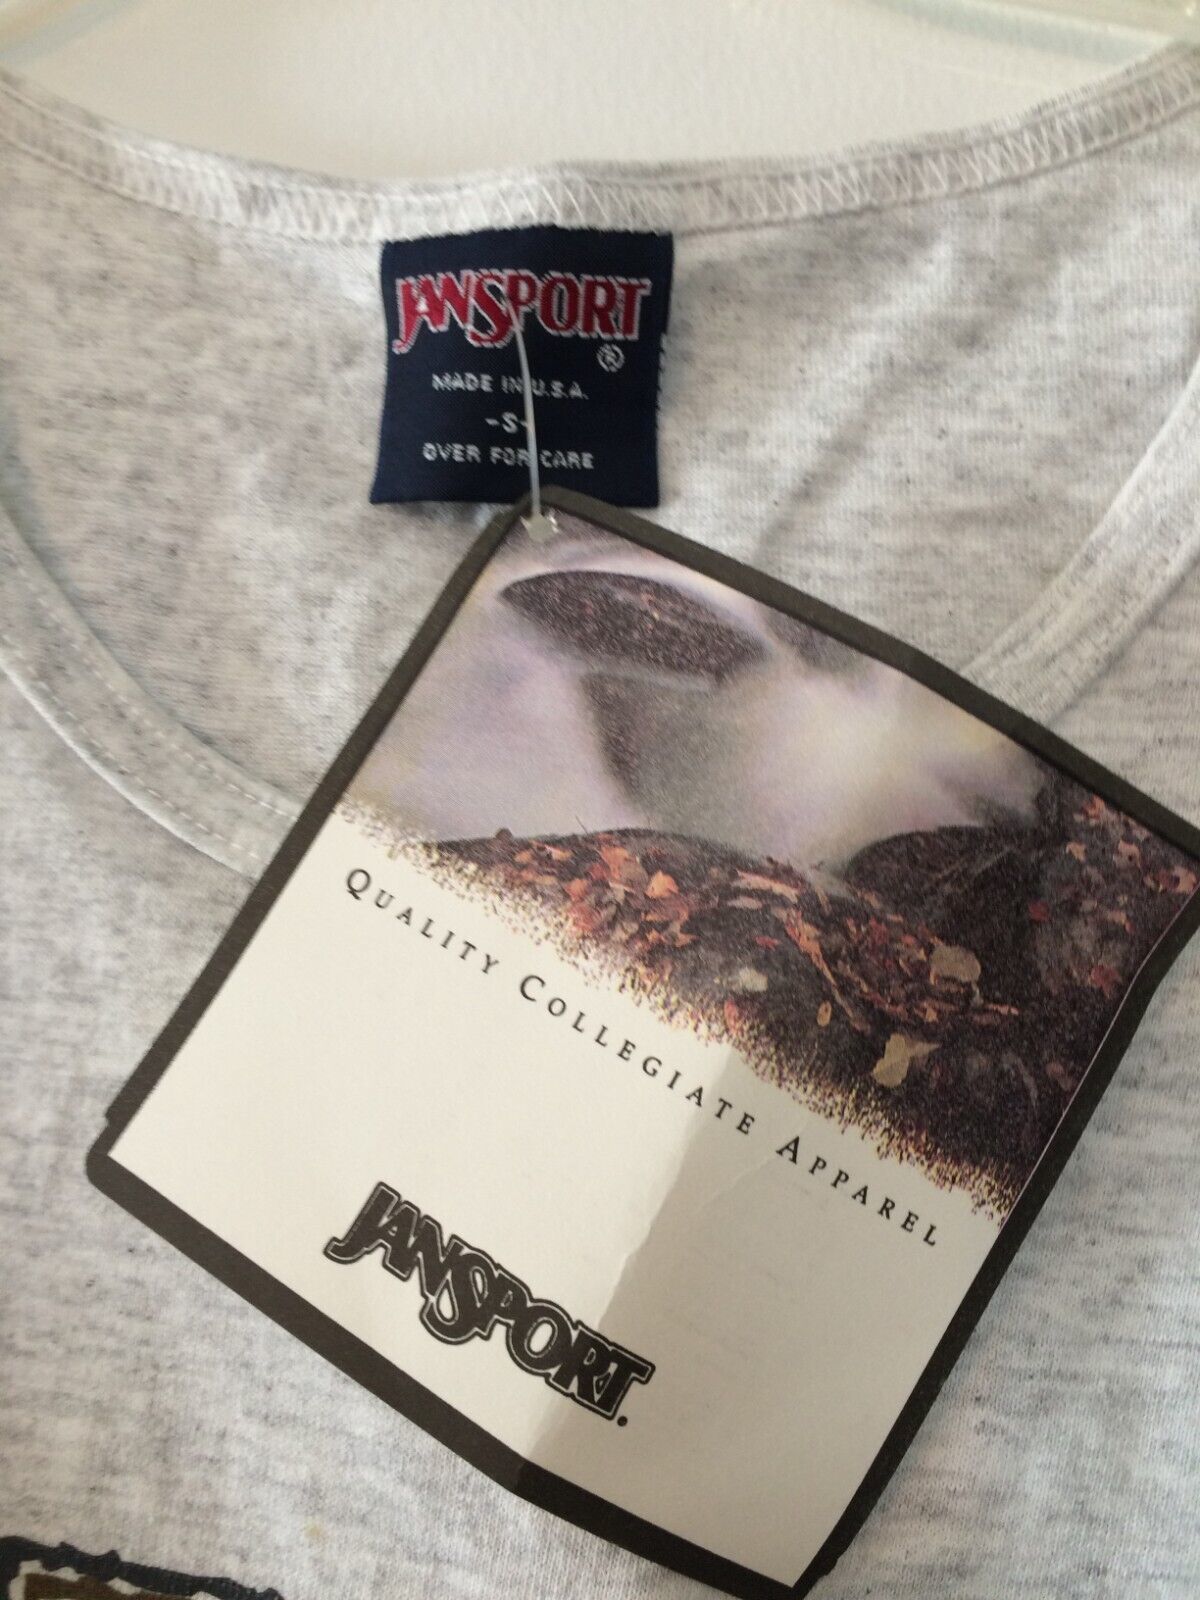 JANSPORT
®
MADE IN U.S.A.
-S-
OVER FOR CARE
QUALITY COLLEGIATE APPAREL
JANSPORT.